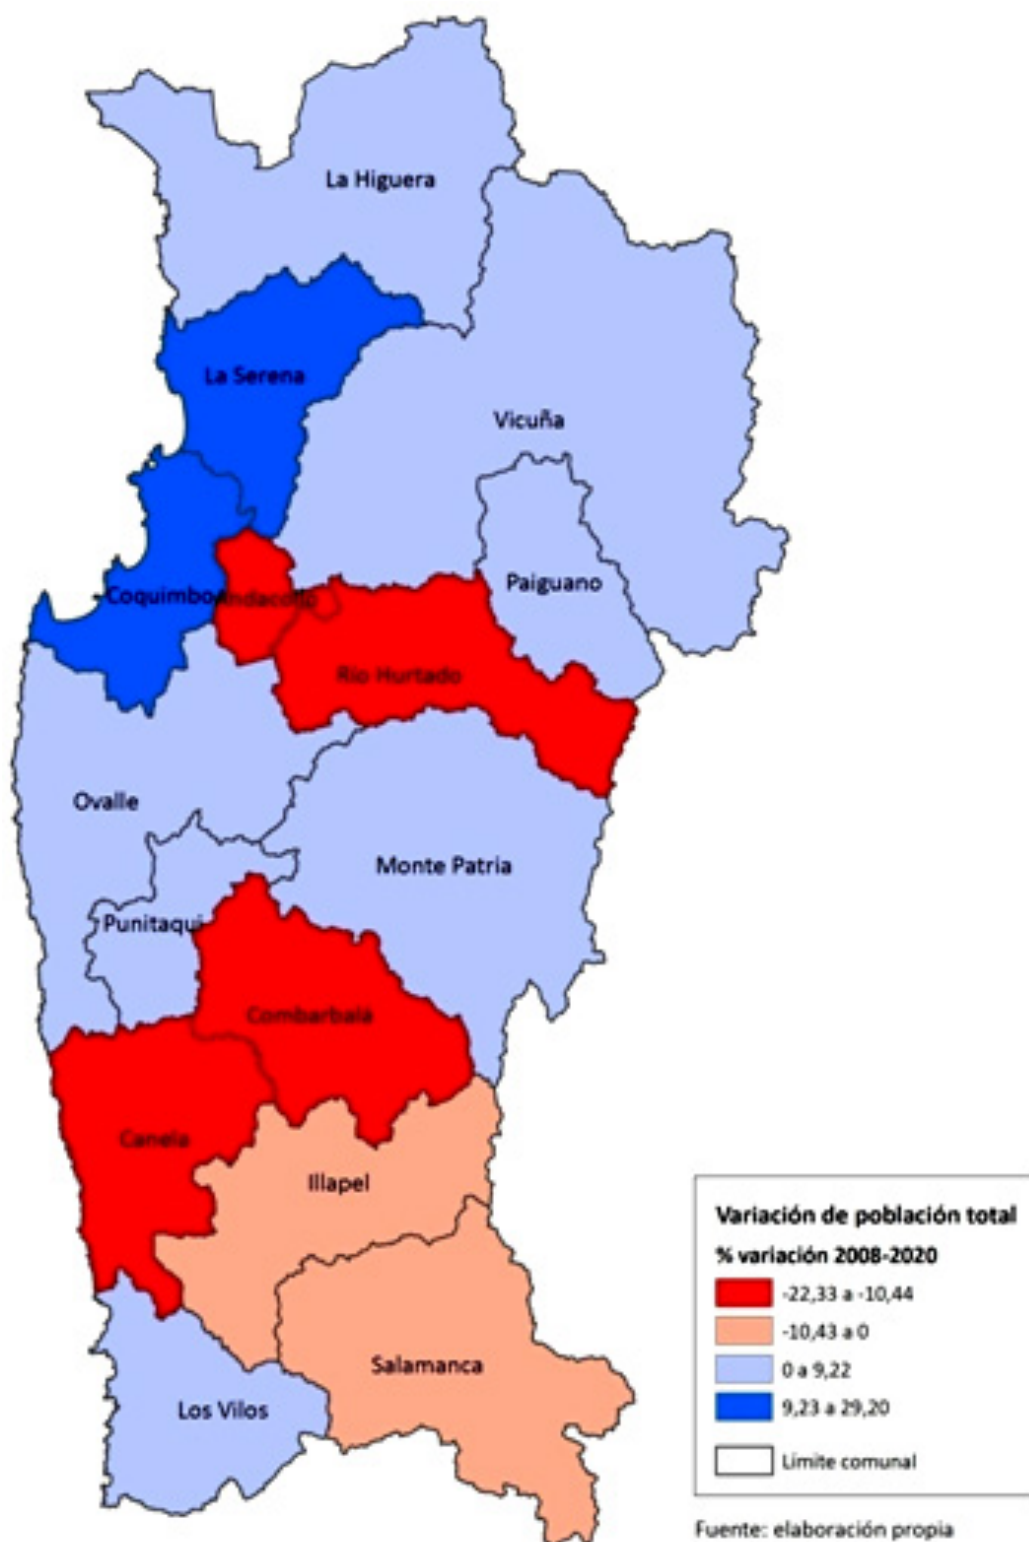 La Higuera
La Serena
Vicuña
Coquimbo
Andacollo
Paiguano
Río Hurtado
Ovalle
Monte Patria
Punitaqui
Combarbalá
Canela
Illapel
Salamanca
Los Vilos
Variación de población total
% variación 2008-2020
-22,33 a -10,44
-10,43 a 0
0 a 9,22
9,23 a 29,20
Límite comunal
Fuente: elaboración propia